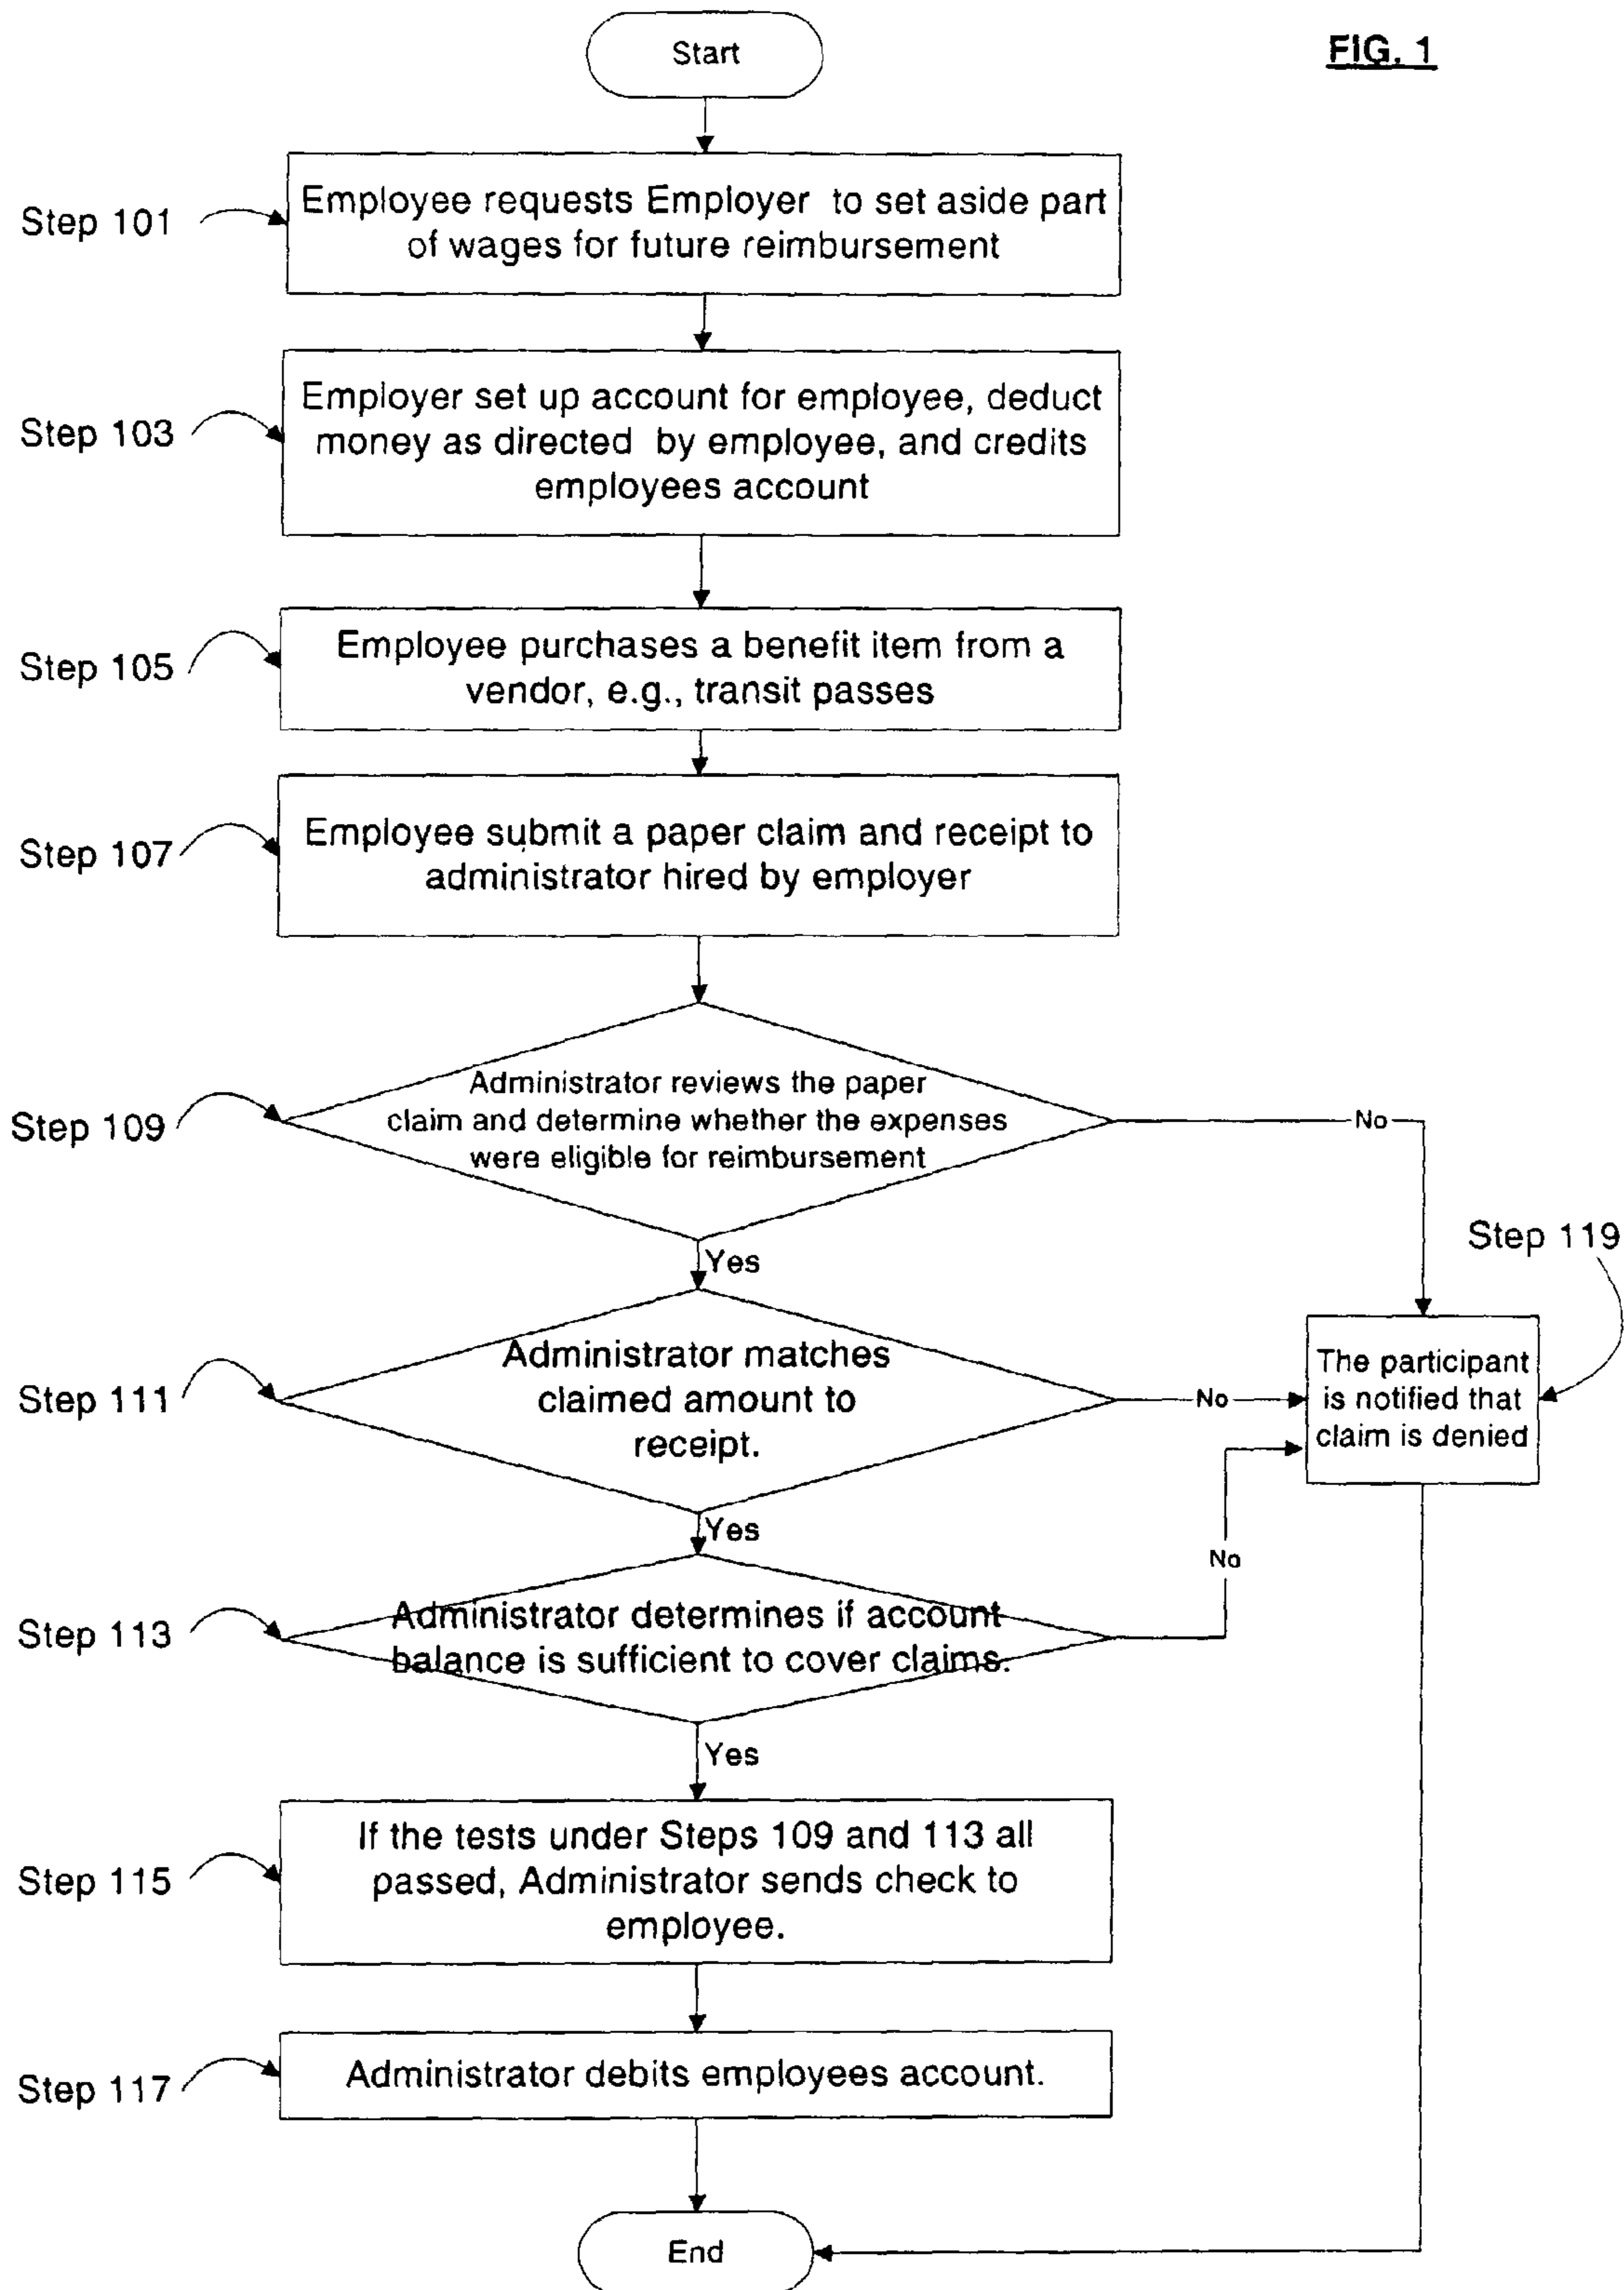 Start
FIG. 1
Step 101
Employee requests Employer to set aside part
of wages for future reimbursement
Step 103
Employer set up account for employee, deduct
money as directed by employee, and credits
employees account
Step 105
Employee purchases a benefit item from a
vendor, e.g., transit passes
Step 107
Employee submit a paper claim and receipt to
administrator hired by employer
Step 109
Administrator reviews the paper
claim and determine whether the expenses
were eligible for reimbursement
No
Yes
Step 119
Step 111
Administrator matches
claimed amount to
receipt.
No
The participant
is notified that
claim is denied
Yes
No
Step 113
Administrator determines if account
balance is sufficient to cover claims.
Yes
Step 115
If the tests under Steps 109 and 113 all
passed, Administrator sends check to
employee.
Step 117
Administrator debits employees account.
End